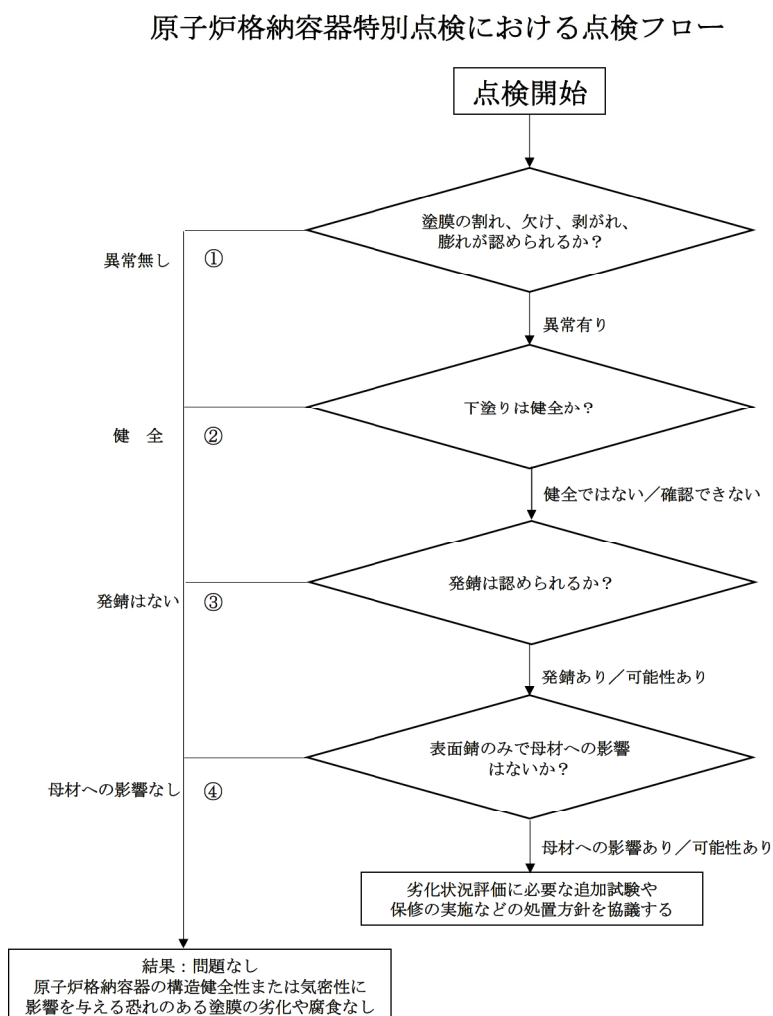 原子炉格納容器特別点検における点検フロー
点検開始
塗膜の割れ、欠け、剥がれ、
膨れが認められるか？
異常無し
①
異常有り
下塗りは健全か？
健　全
②
健全ではない／確認できない
発錆は認められるか？
発錆はない
③
発錆あり／可能性あり
表面錆のみで母材への影響
はないか？
母材への影響なし
④
母材への影響あり／可能性あり
劣化状況評価に必要な追加試験や
保修の実施などの処置方針を協議する
結果：問題なし
原子炉格納容器の構造健全性または気密性に
影響を与える恐れのある塗膜の劣化や腐食なし